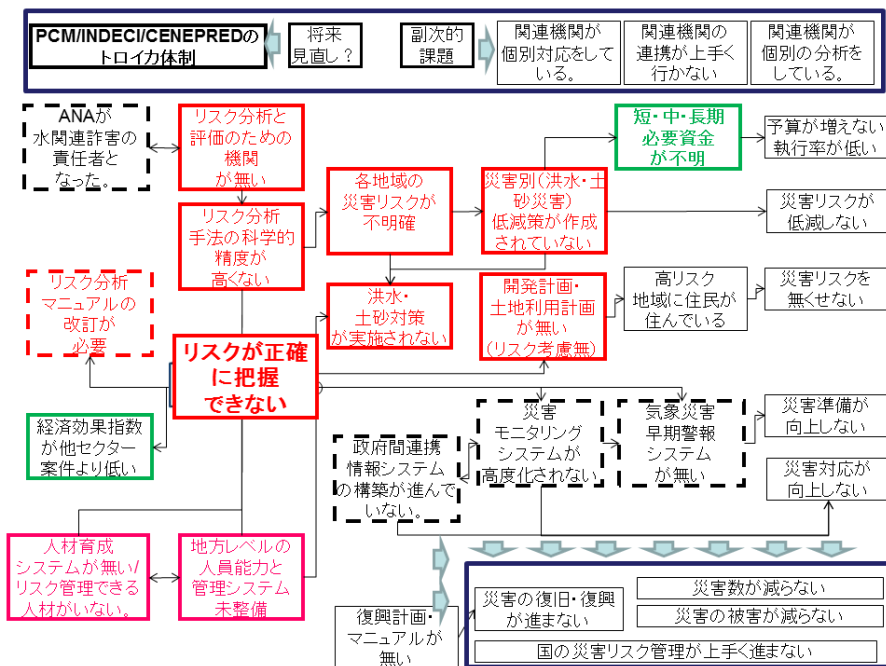 PCM/INDECI/CENEPREDの
トロイカ体制
将来
見直し？
副次的
課題
関連機関が
個別対応をして
いる。
関連機関の
連携が上手く
行かない
関連機関が
個別の分析を
している。
ANAが
水関連詐害の
責任者と
なった。
リスク分析と
評価のための
機関
が無い
短・中・長期
必要資金
が不明
予算が増えない
執行率が低い
リスク分析
手法の科学的
精度が
高くない
各地域の
災害リスクが
不明確
災害別（洪水・土
砂災害）
低減策が作成
されていない
災害リスクが
低減しない
リスク分析
マニュアルの
改訂が
必要
洪水・
土砂対策
が実施されない
開発計画・
土地利用計画
が無い
(リスク考慮無)
高リスク
地域に住民が
住んでいる
災害リスクを
無くせない
リスクが正確
に把握
できない
経済効果指数
が他セクター
案件より低い
政府間連携
情報システム
の構築が進んで
いない。
災害
モニタリング
システムが
高度化されない
気象災害
早期警報
システム
が無い
災害準備が
向上しない
災害対応が
向上しない
人材育成
システムが無い/
リスク管理できる
人材がいない。
地方レベルの
人員能力と
管理システム
未整備
復興計画・
マニュアルが
無い
災害の復旧・復興
が進まない
災害数が減らない
災害の被害が減らない
国の災害リスク管理が上手く進まない